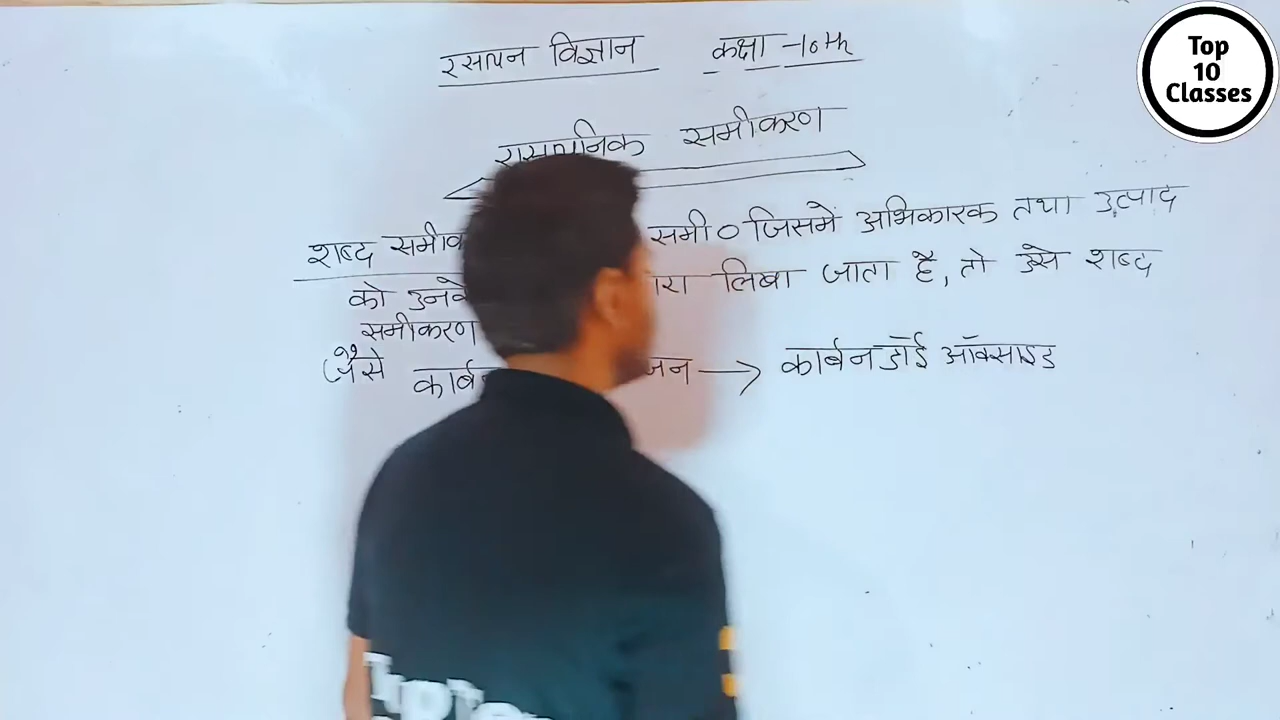 रसायन विज्ञान कक्षा -10th
रासायनिक समीकरण
शब्द समीक समी० जिसमें अभिकारक तथा उत्पाद
को उनके ारा लिखा जाता है, तो उसे शब्द
समीकरण
जैसे कार्ब जन → कार्बनडॉई ऑक्साइड
Top
10
Classes